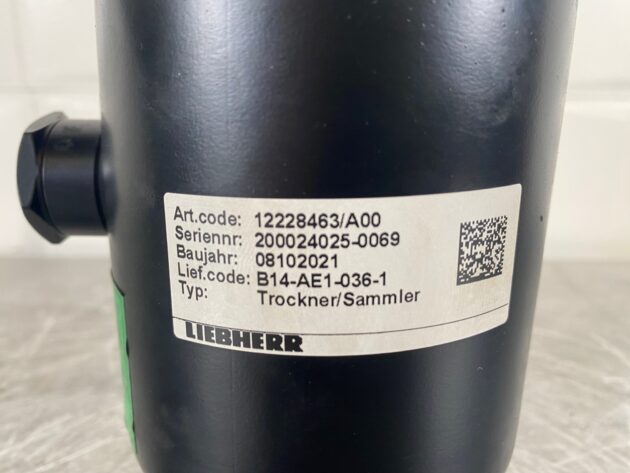 Art.code: 12228463/A00
Seriennr: 200024025-0069
Baujahr: 08102021
Lief.code: B14-AE1-036-1
Typ: Trockner/Sammler
LIEBHERR